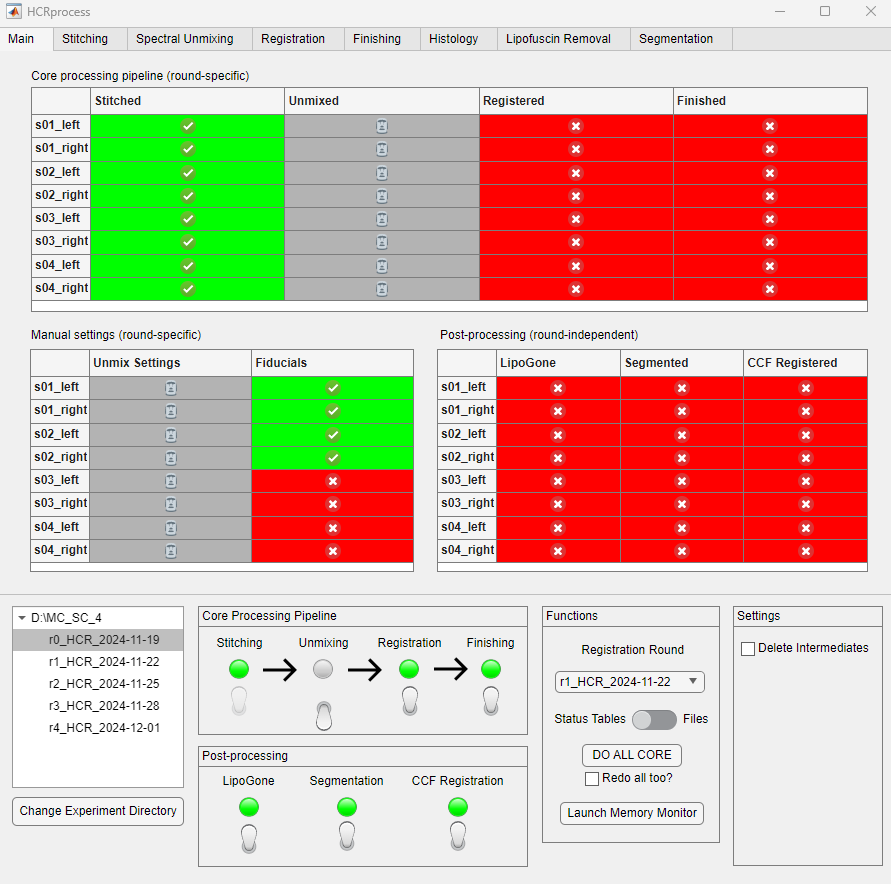 HCRprocess
Main Stitching Spectral Unmixing Registration Finishing Histology Lipofuscin Removal Segmentation
Core processing pipeline (round-specific)
Stitched Unmixed Registered Finished
s01_left
s01_right
s02_left
s02_right
s03_left
s03_right
s04_left
s04_right
Manual settings (round-specific)
Unmix Settings Fiducials
s01_left
s01_right
s02_left
s02_right
s03_left
s03_right
s04_left
s04_right
Post-processing (round-independent)
LipoGone Segmented CCF Registered
s01_left
s01_right
s02_left
s02_right
s03_left
s03_right
s04_left
s04_right
D:\MC_SC_4
r0_HCR_2024-11-19
r1_HCR_2024-11-22
r2_HCR_2024-11-25
r3_HCR_2024-11-28
r4_HCR_2024-12-01
Change Experiment Directory
Core Processing Pipeline
Stitching Unmixing Registration Finishing
Post-processing
LipoGone Segmentation CCF Registration
Functions
Registration Round
r1_HCR_2024-11-22
Status Tables Files
DO ALL CORE
Redo all too?
Launch Memory Monitor
Settings
Delete Intermediates